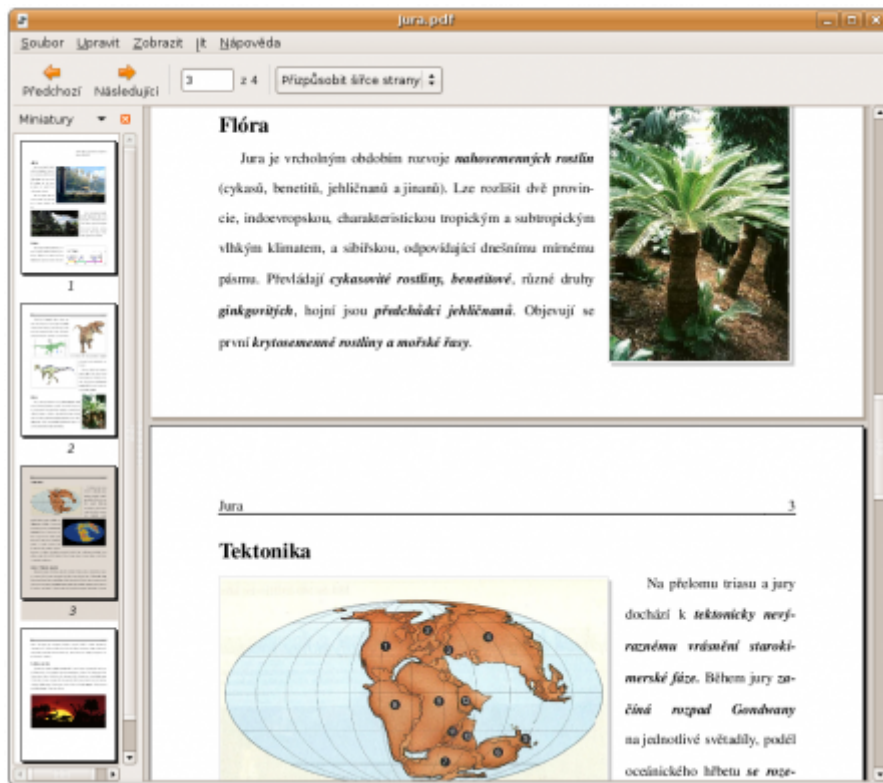 jura.pdf
Soubor Upravit Zobrazit Jít Nápověda
Předchozí Následující 3 z 4 Přizpůsobit šířce strany
Miniatury
1
2
3
Flóra
Jura je vrcholným obdobím rozvoje nahosemenných rostlin
(cykasů, benetitů, jehličnanů a jinanů). Lze rozlišit dvě provin-
cie, indoevropskou, charakteristickou tropickým a subtropickým
vlhkým klimatem, a sibiřskou, odpovídající dnešnímu mírnému
pásmu. Převládají cykasovité rostliny, benetitové, různé druhy
ginkgovitých, hojní jsou předchůdci jehličnanů. Objevují se
první krytosemenné rostliny a mořské řasy.
Jura 3
Tektonika
Na přelomu triasu a jury
dochází k tektonicky nevý-
raznému vrásnění staroki-
merské fáze. Během jury za-
číná rozpad Gondwany
na jednotlivé světadíly, podél
oceánického hřbetu se roze-